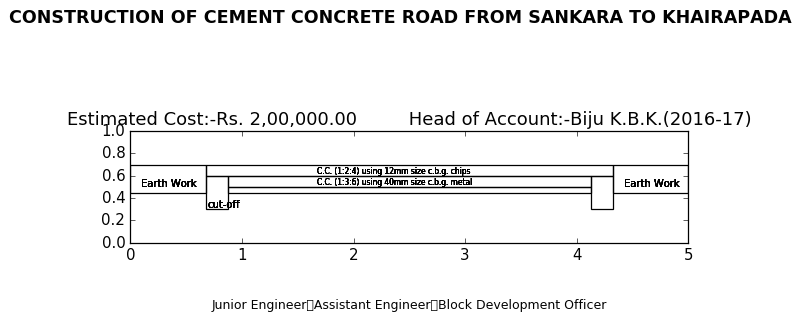 CONSTRUCTION OF CEMENT CONCRETE ROAD FROM SANKARA TO KHAIRAPADA
Estimated Cost:-Rs. 2,00,000.00 Head of Account:-Biju K.B.K.(2016-17)
1.0
0.8
C.C. (1:2:4) using 12mm size c.b.g. chips
0.6
Earth Work C.C. (1:3:6) using 40mm size c.b.g. metal Earth Work
0.4
cut-off
0.2
0.0
0 1 2 3 4 5
Junior Engineer▯Assistant Engineer▯Block Development Officer